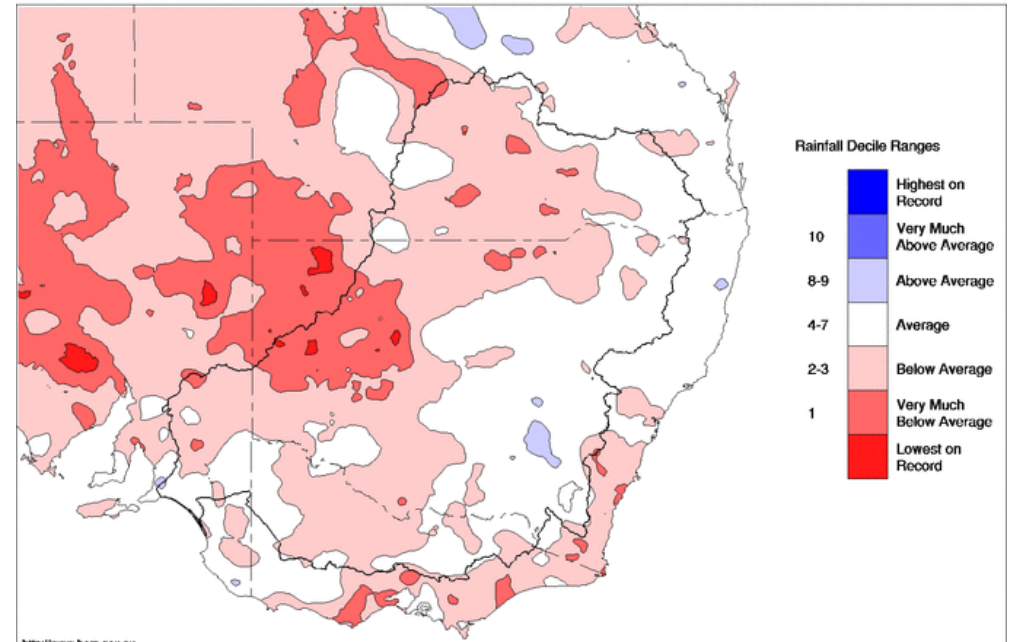 Rainfall Decile Ranges
Highest on
Record
10
Very Much
Above Average
8-9
Above Average
4-7
Average
2-3
Below Average
1
Very Much
Below Average
Lowest on
Record